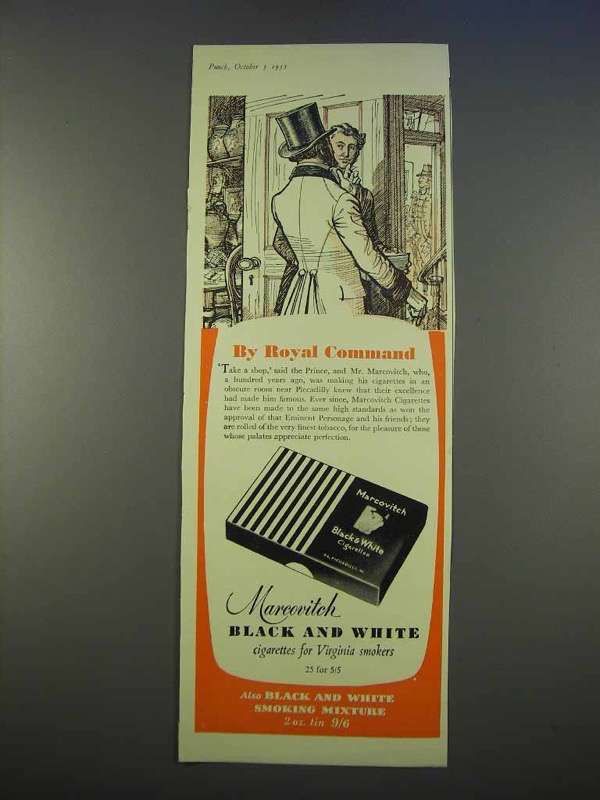 Punch, October 3 1951
By Royal Command
'Take a shop,' said the Prince, and Mr. Marcovitch, who,
a hundred years ago, was making his cigarettes in an
obscure room near Piccadilly knew that their excellence
had made him famous. Ever since, Marcovitch Cigarettes
have been made to the same high standards as won the
approval of that Eminent Personage and his friends; they
are rolled of the very finest tobacco, for the pleasure of those
whose palates appreciate perfection.
Marcovitch
Black & White
Cigarettes
PICCADILLY, W.
Marcovitch
BLACK AND WHITE
cigarettes for Virginia smokers
25 for 5/5
Also BLACK AND WHITE
SMOKING MIXTURE
2 oz. tin 9/6